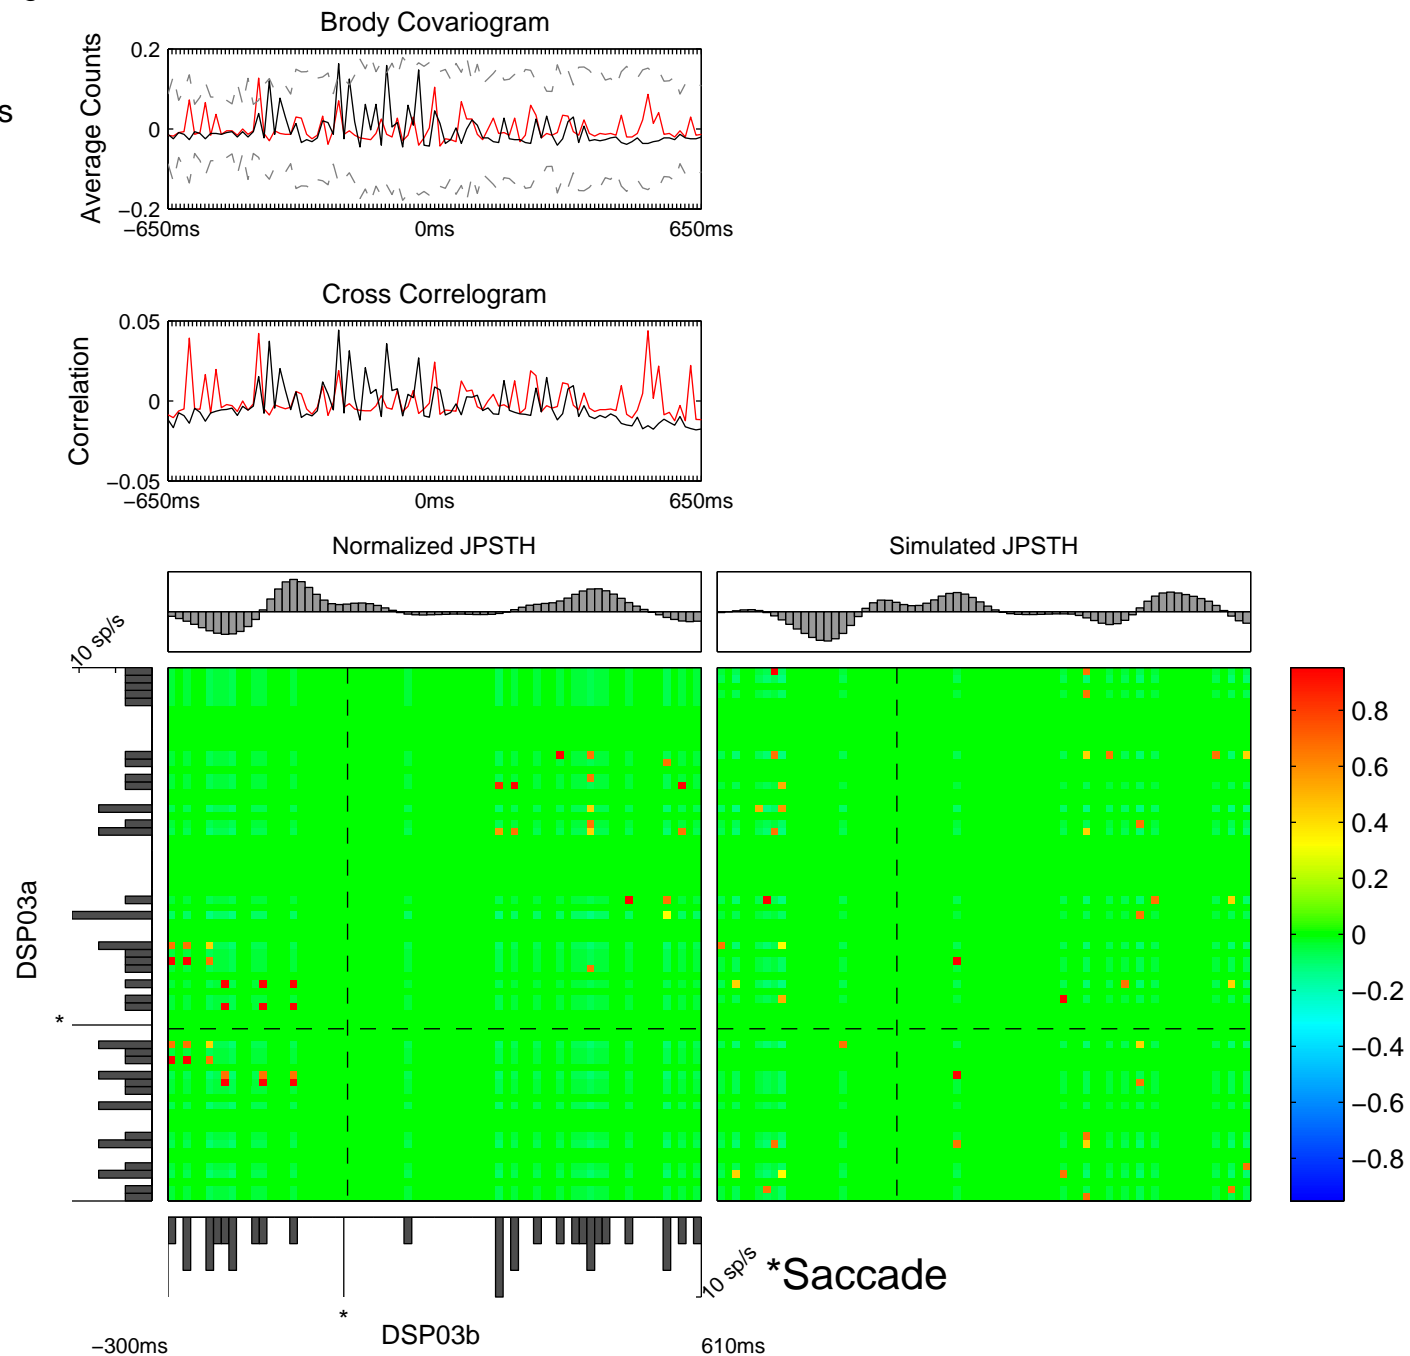 g
Brody Covariogram
s
Average Counts
0.2
0
−0.2
−650ms
0ms
650ms
Cross Correlogram
Correlation
0.05
0
−0.05
−650ms
0ms
650ms
Normalized JPSTH
Simulated JPSTH
10 sp/s
DSP03a
*
0.8
0.6
0.4
0.2
0
−0.2
−0.4
−0.6
−0.8
10 sp/s
*Saccade
*
DSP03b
−300ms
610ms